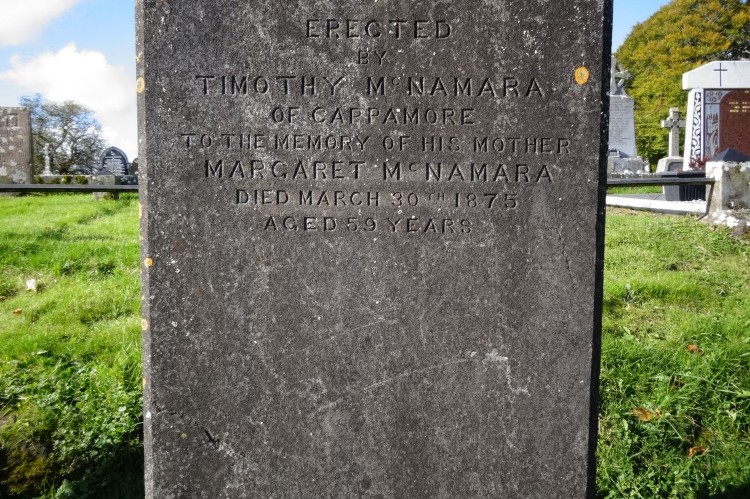 ERECTED
BY
TIMOTHY McNAMARA
OF CAPPAMORE
TO THE MEMORY OF HIS MOTHER
MARGARET McNAMARA
DIED MARCH 30TH 1875
AGED 59 YEARS